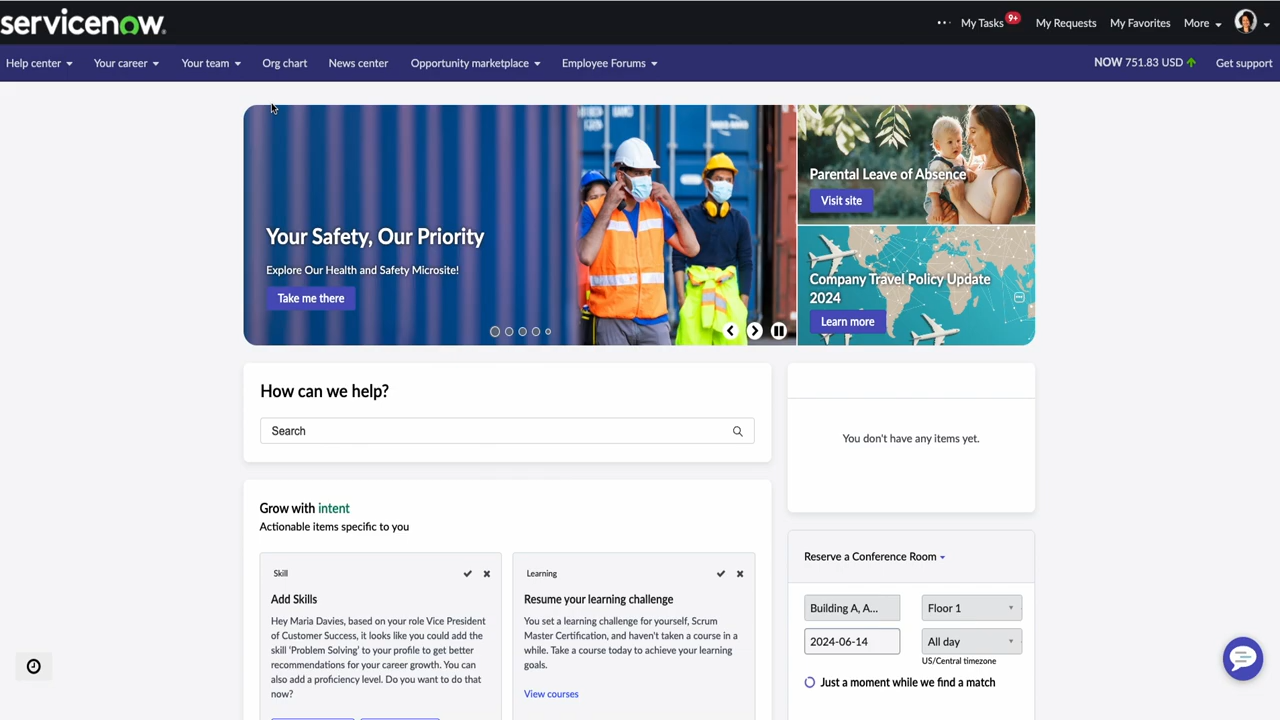 servicenow
My Tasks 9+ My Requests My Favorites More
Help center Your career Your team Org chart News center Opportunity marketplace Employee Forums NOW 751.83 USD Get support
Your Safety, Our Priority
Explore Our Health and Safety Microsite!
Take me there
Parental Leave of Absence
Visit site
Company Travel Policy Update
2024
Learn more
How can we help?
Search
You don't have any items yet.
Grow with intent
Actionable items specific to you
Skill
Add Skills
Hey Maria Davies, based on your role Vice President
of Customer Success, it looks like you could add the
skill 'Problem Solving' to your profile to get better
recommendations for your career growth. You can
also add a proficiency level. Do you want to do that
now?
Learning
Resume your learning challenge
You set a learning challenge for yourself, Scrum
Master Certification, and haven't taken a course in a
while. Take a course today to achieve your learning
goals.
View courses
Reserve a Conference Room
Building A, A... Floor 1
2024-06-14 All day
US/Central timezone
Just a moment while we find a match